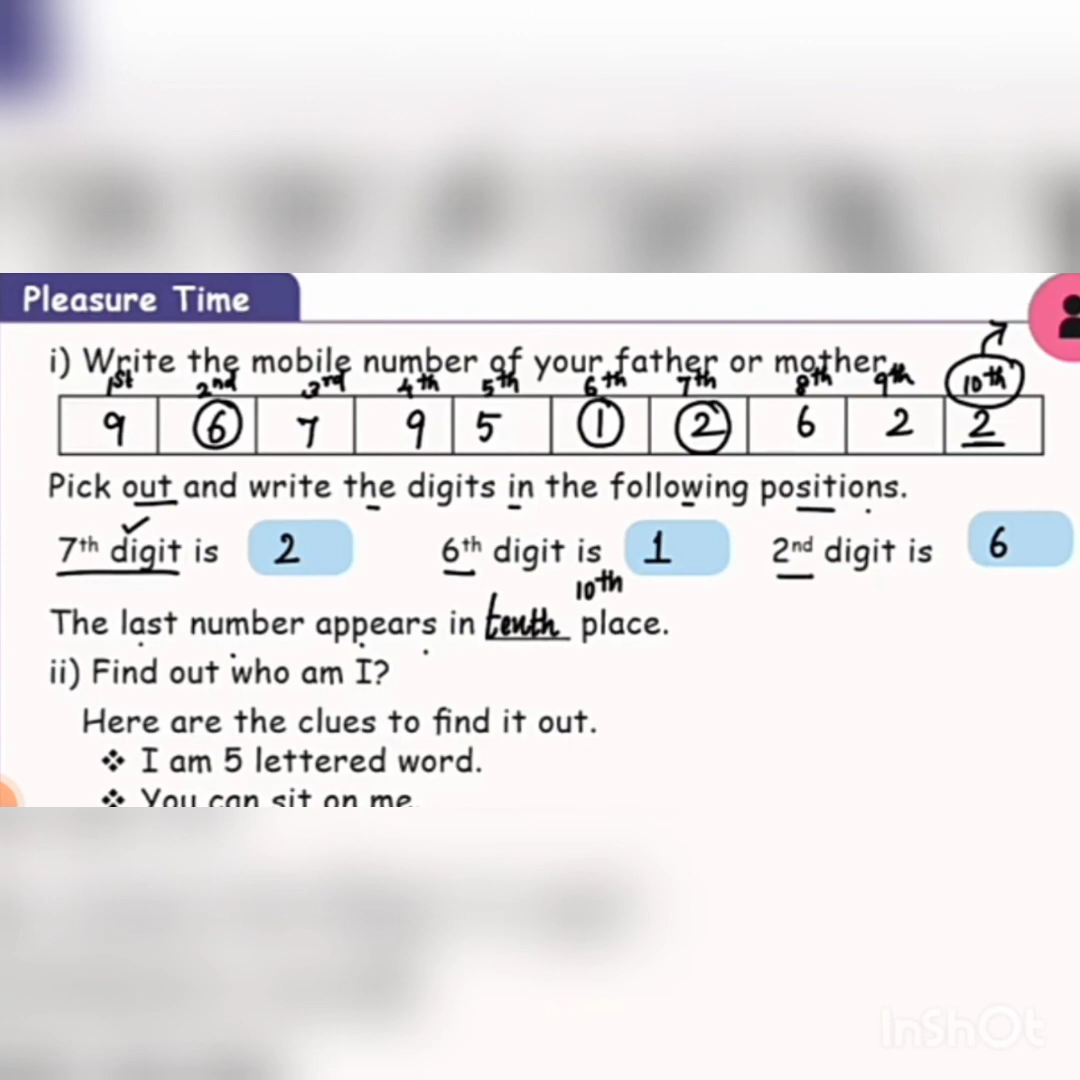 Pleasure Time
i) Write the mobile number of your father or mother.
1st 2nd 3rd 4th 5th 6th 7th 8th 9th 10th
9 6 7 9 5 1 2 6 2 2
Pick out and write the digits in the following positions.
7th digit is 2 6th digit is 1 2nd digit is 6
10th
The last number appears in tenth place.
ii) Find out who am I?
Here are the clues to find it out.
❖ I am 5 lettered word.
❖ You can sit on me.
InShOt